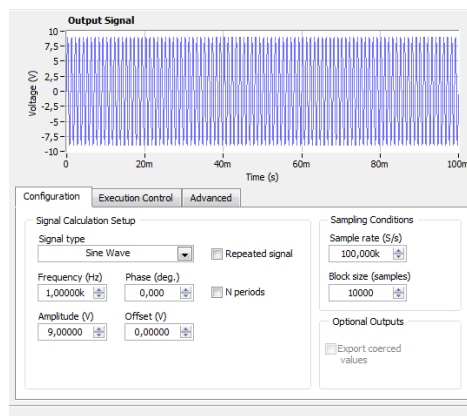 Output Signal
10
7,5
5
2,5
0
-2,5
-5
-7,5
-10
Voltage (V)
0 20m 40m 60m 80m 100m
Time (s)
Configuration Execution Control Advanced
Signal Calculation Setup
Signal type
Sine Wave
Repeated signal
Frequency (Hz) Phase (deg.)
1,00000k 0,000 N periods
Amplitude (V) Offset (V)
9,00000 0,00000
Sampling Conditions
Sample rate (S/s)
100,000k
Block size (samples)
10000
Optional Outputs
Export coerced
values